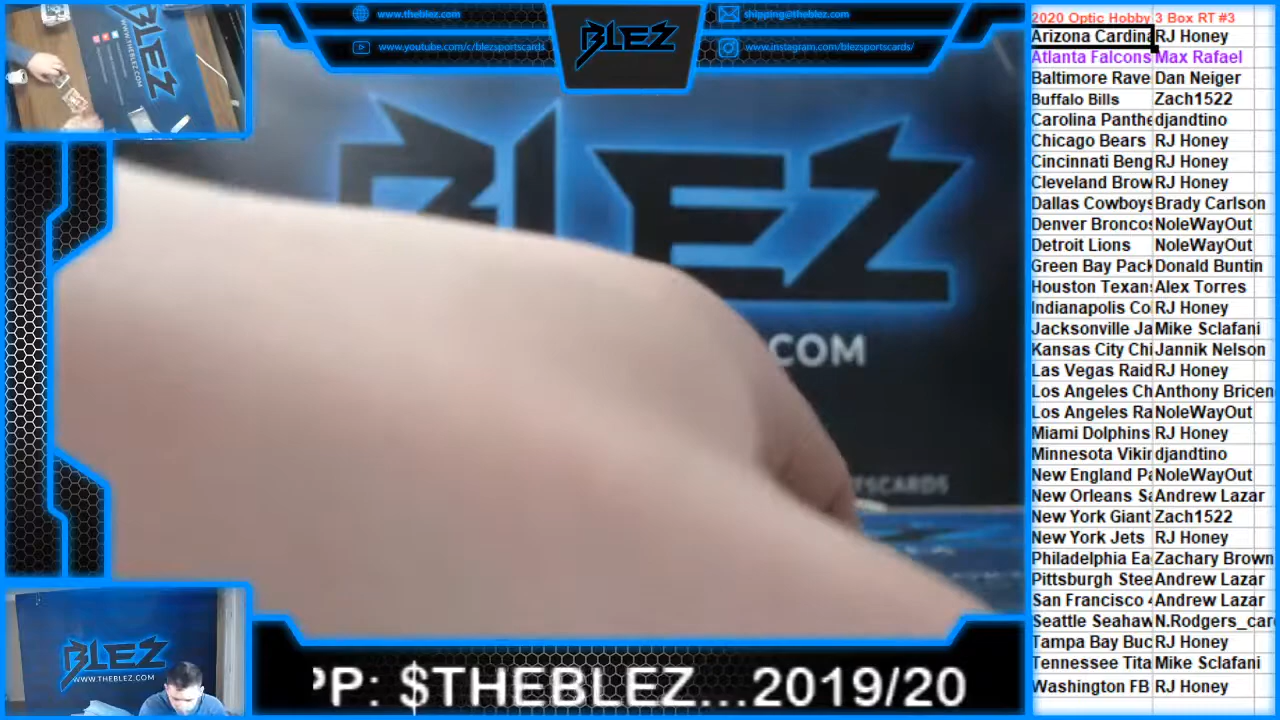 www.theblez.com
shipping@theblez.com
www.youtube.com/c/blezsportscards
www.instagram.com/blezsportscards/
BLEZ
BLEZ
.COM
BLEZ
WWW.THEBLEZ.COM
PP: $THEBLEZ...2019/20
2020 Optic Hobby 3 Box RT #3
Arizona Cardina RJ Honey
Atlanta Falcons Max Rafael
Baltimore Rave Dan Neiger
Buffalo Bills Zach1522
Carolina Panthe djandtino
Chicago Bears RJ Honey
Cincinnati Beng RJ Honey
Cleveland Brow RJ Honey
Dallas Cowboys Brady Carlson
Denver Broncos NoleWayOut
Detroit Lions NoleWayOut
Green Bay Pack Donald Buntin
Houston Texans Alex Torres
Indianapolis Co RJ Honey
Jacksonville Ja Mike Sclafani
Kansas City Chi Jannik Nelson
Las Vegas Raid RJ Honey
Los Angeles Ch Anthony Bricen
Los Angeles Ra NoleWayOut
Miami Dolphins RJ Honey
Minnesota Vikin djandtino
New England Pa NoleWayOut
New Orleans Sa Andrew Lazar
New York Giant Zach1522
New York Jets RJ Honey
Philadelphia Ea Zachary Brown
Pittsburgh Stee Andrew Lazar
San Francisco 4 Andrew Lazar
Seattle Seahaw N.Rodgers_car
Tampa Bay Buc RJ Honey
Tennessee Tita Mike Sclafani
Washington FB RJ Honey